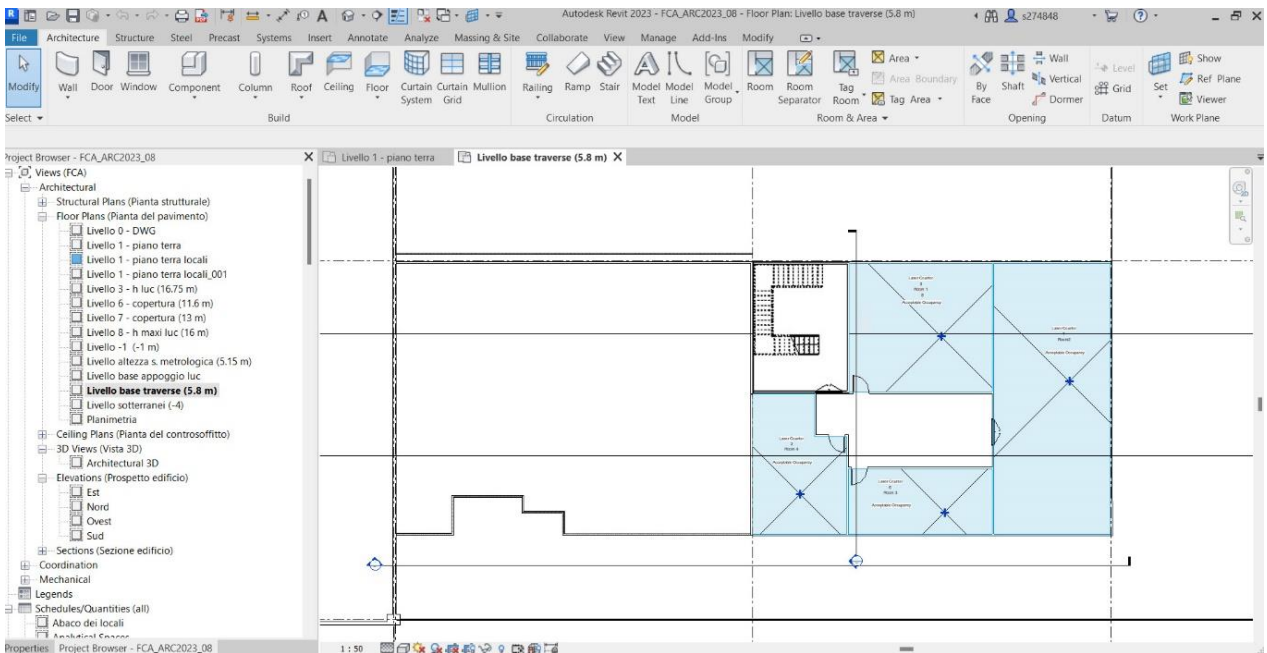 Autodesk Revit 2023 - FCA_ARC2023_08 - Floor Plan: Livello base traverse (5.8 m)
s274848
File Architecture Structure Steel Precast Systems Insert Annotate Analyze Massing & Site Collaborate View Manage Add-Ins Modify
Modify Wall Door Window Component Column Roof Ceiling Floor Curtain System Curtain Grid Mullion Railing Ramp Stair Model Text Model Line Model Group Room Room Separator Tag Room Area Area Boundary Tag Area By Face Shaft Wall Vertical Dormer Level Grid Set Show Ref Plane Viewer
Select Build Circulation Model Room & Area Opening Datum Work Plane
Project Browser - FCA_ARC2023_08
Livello 1 - piano terra
Livello base traverse (5.8 m)
Views (FCA)
Architectural
Structural Plans (Pianta strutturale)
Floor Plans (Pianta del pavimento)
Livello 0 - DWG
Livello 1 - piano terra
Livello 1 - piano terra locali
Livello 1 - piano terra locali_001
Livello 3 - h luc (16.75 m)
Livello 6 - copertura (11.6 m)
Livello 7 - copertura (13 m)
Livello 8 - h maxi luc (16 m)
Livello -1 (-1 m)
Livello altezza s. metrologica (5.15 m)
Livello base appoggio luc
Livello base traverse (5.8 m)
Livello sotterranei (-4)
Planimetria
Ceiling Plans (Pianta del controsoffitto)
3D Views (Vista 3D)
Architectural 3D
Elevations (Prospetto edificio)
Est
Nord
Ovest
Sud
Sections (Sezione edificio)
Coordination
Mechanical
Legends
Schedules/Quantities (all)
Abaco dei locali
Analytical Spaces
Properties Project Browser - FCA_ARC2023_08
1 : 50